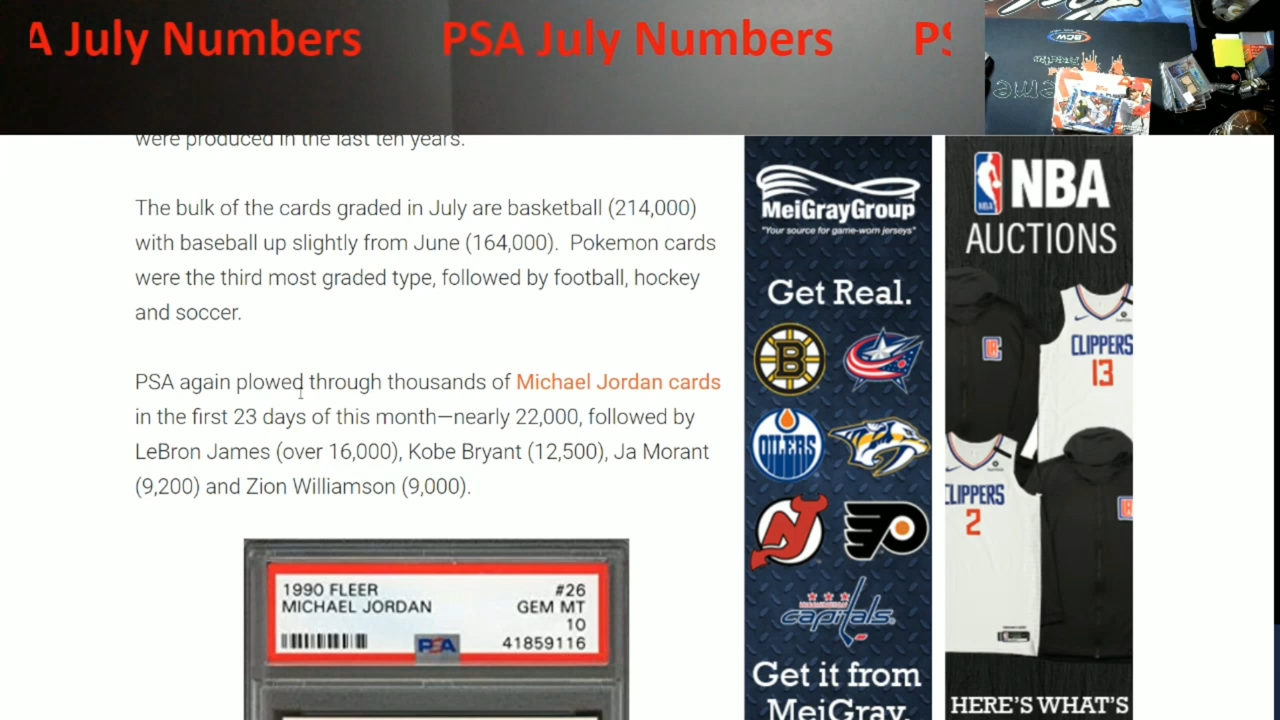 A July Numbers PSA July Numbers PS
BCW
were produced in the last ten years.
The bulk of the cards graded in July are basketball (214,000)
with baseball up slightly from June (164,000). Pokemon cards
were the third most graded type, followed by football, hockey
and soccer.
PSA again plowed through thousands of Michael Jordan cards
in the first 23 days of this month—nearly 22,000, followed by
LeBron James (over 16,000), Kobe Bryant (12,500), Ja Morant
(9,200) and Zion Williamson (9,000).
1990 FLEER #26
MICHAEL JORDAN GEM MT
10
PSA 41859116
MeiGrayGroup
"Your source for game-worn jerseys"
Get Real.
B
OILERS
capitals
Get it from
MeiGray.
NBA
AUCTIONS
CLIPPERS
13
CLIPPERS
2
HERE'S WHAT'S